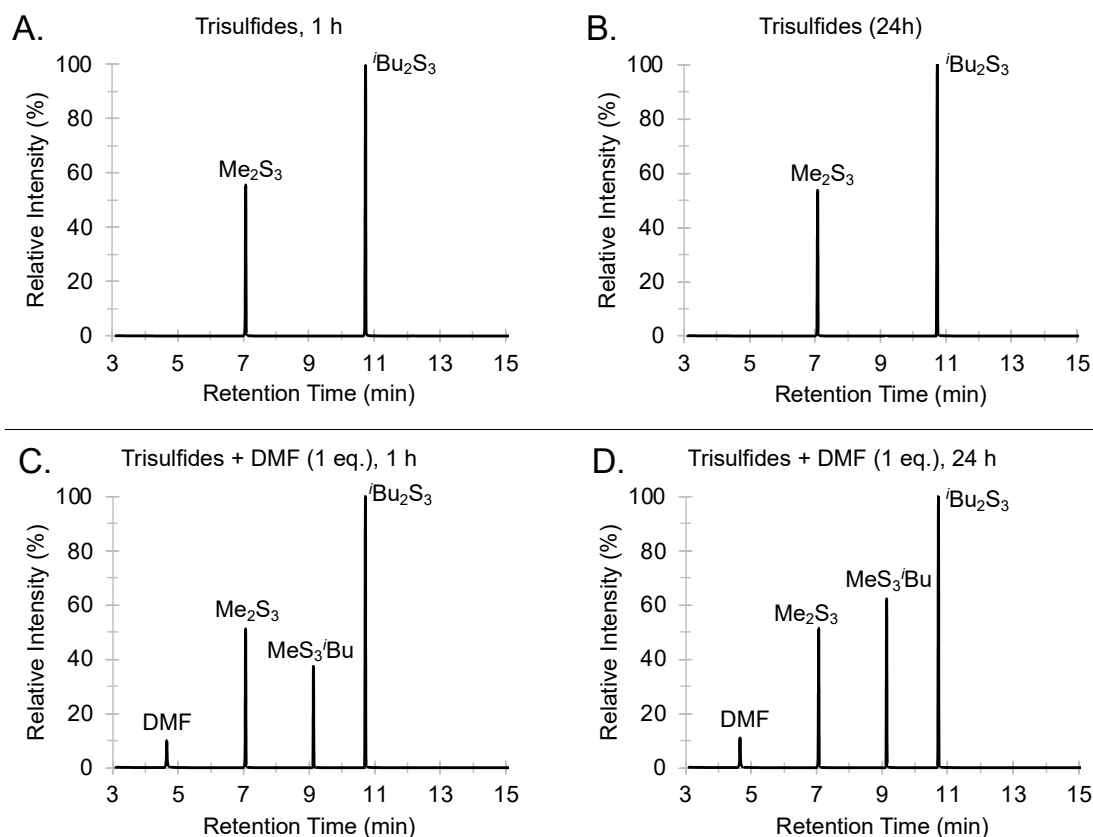 A.
Trisulfides, 1 h
Relative Intensity (%)
100
80
60
40
20
0
Me₂S₃
ⁱBu₂S₃
3 5 7 9 11 13 15
Retention Time (min)
B.
Trisulfides (24h)
Relative Intensity (%)
100
80
60
40
20
0
Me₂S₃
ⁱBu₂S₃
3 5 7 9 11 13 15
Retention Time (min)
C.
Trisulfides + DMF (1 eq.), 1 h
Relative Intensity (%)
100
80
60
40
20
0
DMF
Me₂S₃
MeS₃ⁱBu
ⁱBu₂S₃
3 5 7 9 11 13 15
Retention Time (min)
D.
Trisulfides + DMF (1 eq.), 24 h
Relative Intensity (%)
100
80
60
40
20
0
DMF
Me₂S₃
MeS₃ⁱBu
ⁱBu₂S₃
3 5 7 9 11 13 15
Retention Time (min)